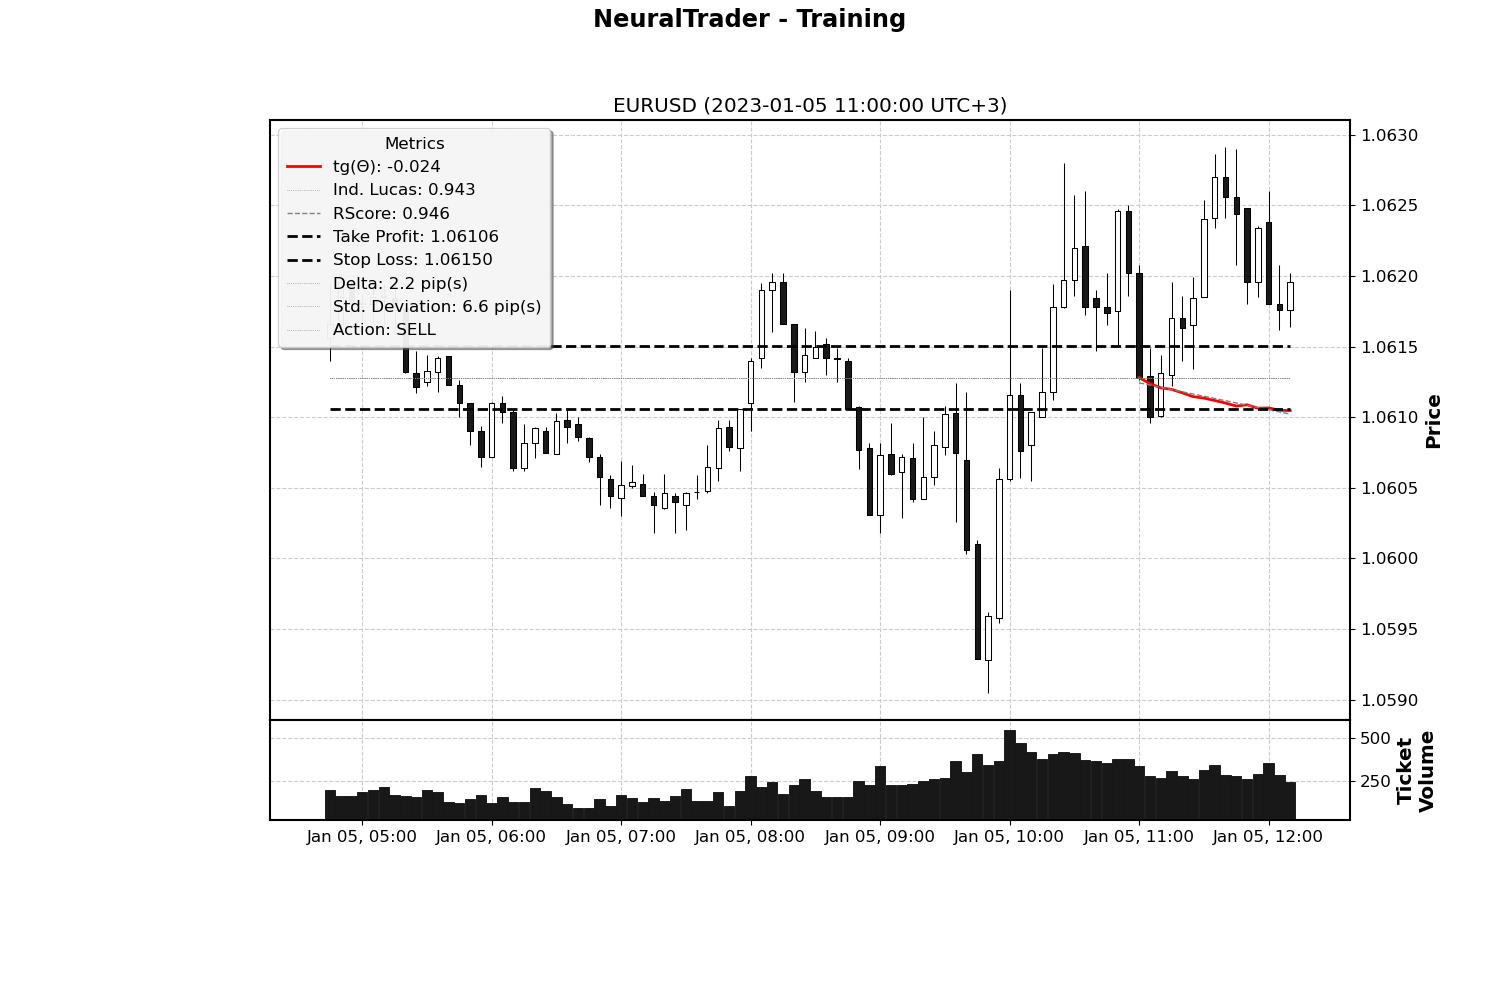 NeuralTrader - Training
EURUSD (2023-01-05 11:00:00 UTC+3)
Metrics
tg(Θ): -0.024
Ind. Lucas: 0.943
RScore: 0.946
Take Profit: 1.06106
Stop Loss: 1.06150
Delta: 2.2 pip(s)
Std. Deviation: 6.6 pip(s)
Action: SELL
1.0630
1.0625
1.0620
1.0615
1.0610
1.0605
1.0600
1.0595
1.0590
Price
500
250
Ticket
Volume
Jan 05, 05:00
Jan 05, 06:00
Jan 05, 07:00
Jan 05, 08:00
Jan 05, 09:00
Jan 05, 10:00
Jan 05, 11:00
Jan 05, 12:00